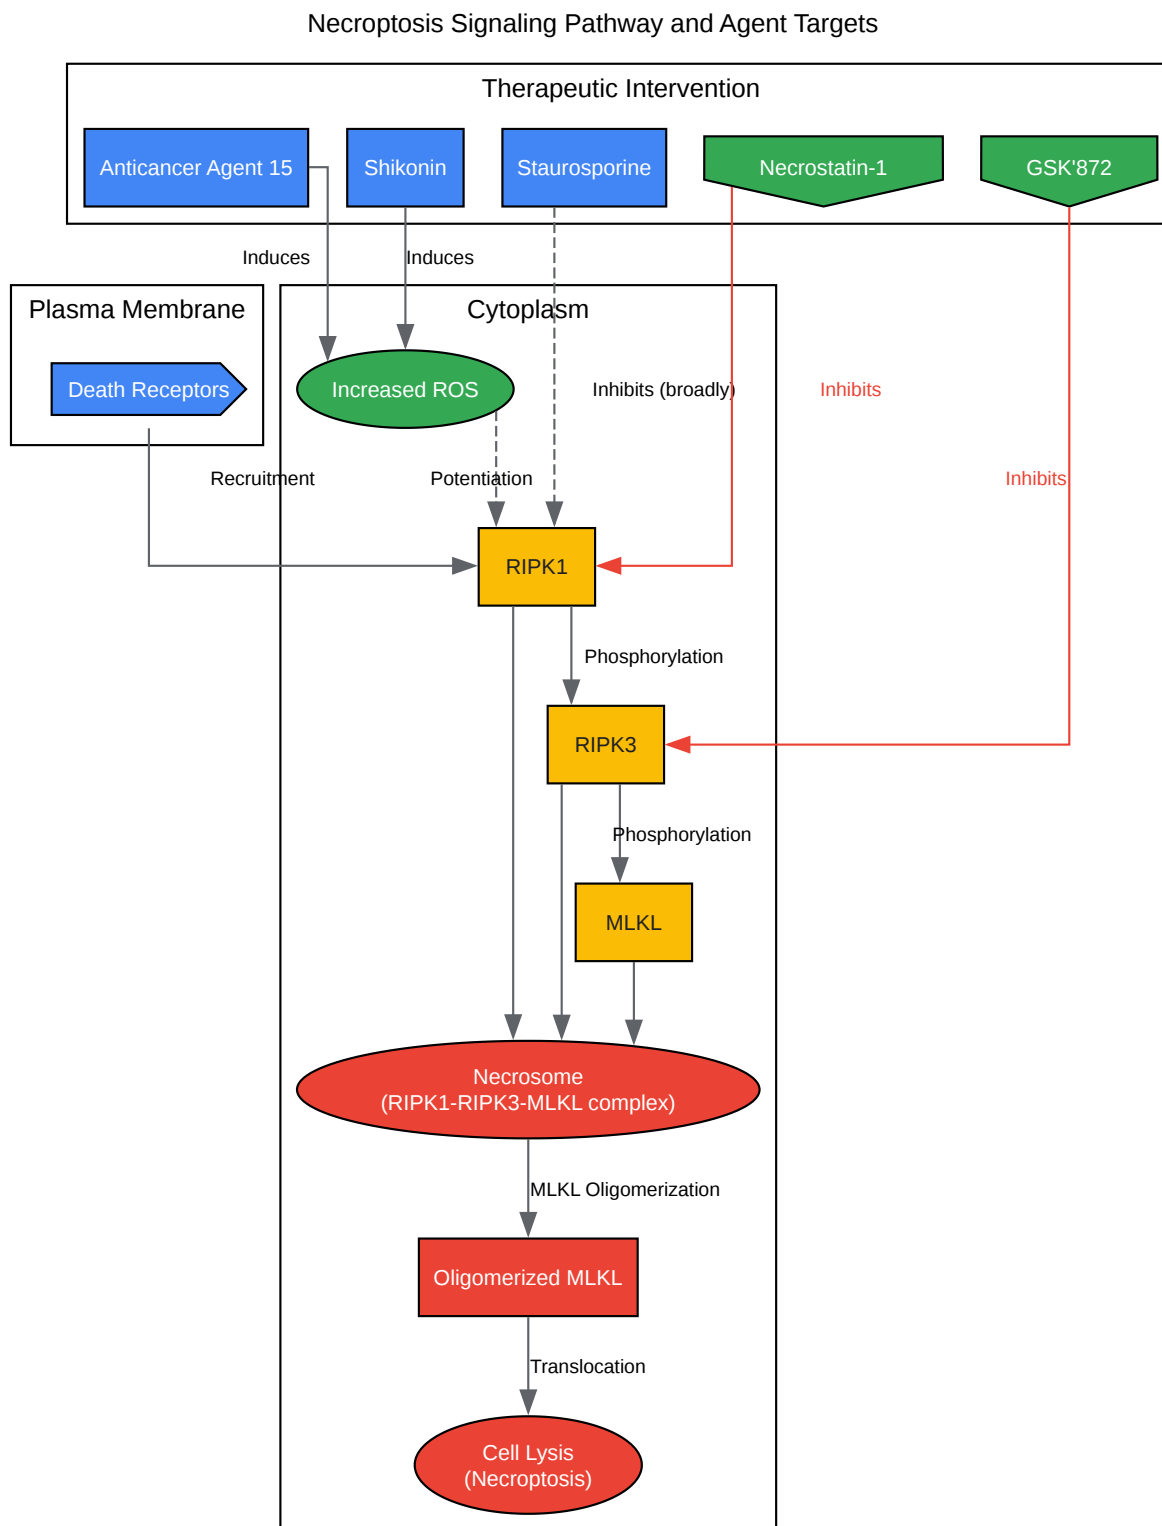 Necroptosis Signaling Pathway and Agent Targets
Therapeutic Intervention
Anticancer Agent 15
Shikonin
Staurosporine
Necrostatin-1
GSK'872
Induces
Induces
Plasma Membrane
Cytoplasm
Death Receptors
Increased ROS
Inhibits (broadly)
Inhibits
Recruitment
Potentiation
Inhibits
RIPK1
Phosphorylation
RIPK3
Phosphorylation
MLKL
Necrosome
(RIPK1-RIPK3-MLKL complex)
MLKL Oligomerization
Oligomerized MLKL
Translocation
Cell Lysis
(Necroptosis)